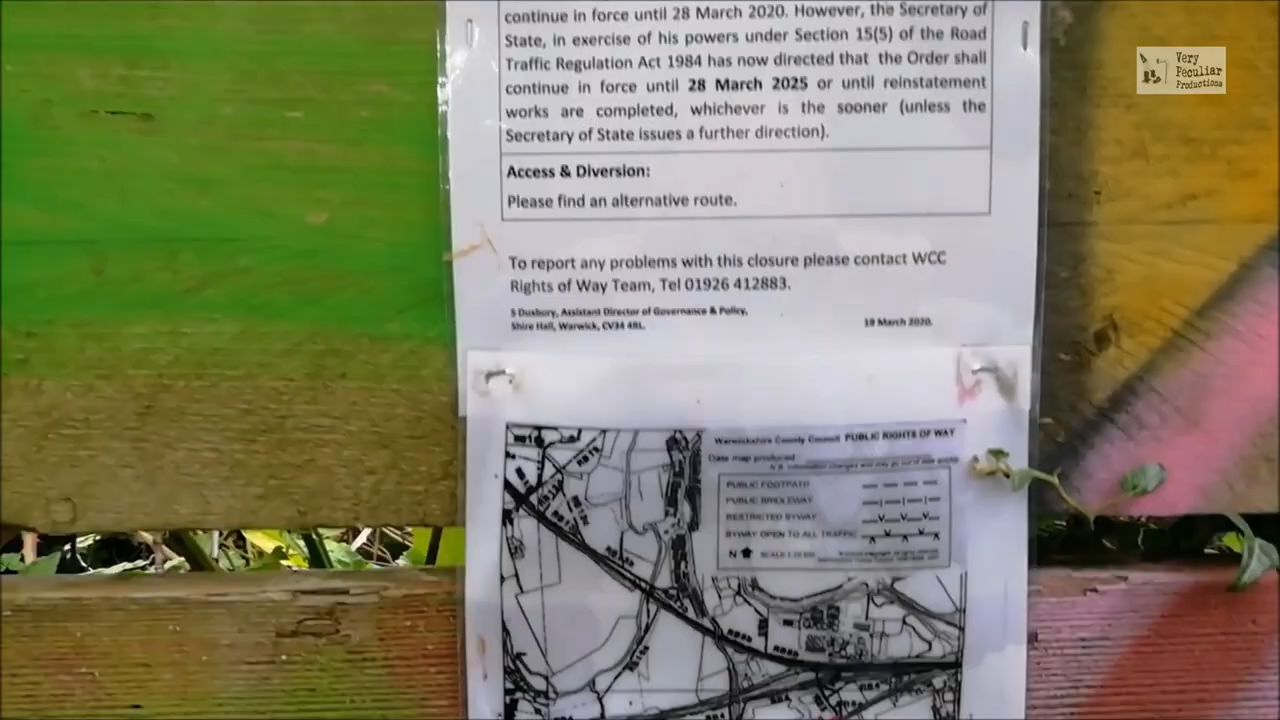 continue in force until 28 March 2020. However, the Secretary of
State, in exercise of his powers under Section 15(5) of the Road
Traffic Regulation Act 1984 has now directed that the Order shall
continue in force until 28 March 2025 or until reinstatement
works are completed, whichever is the sooner (unless the
Secretary of State issues a further direction).
Access & Diversion:
Please find an alternative route.
To report any problems with this closure please contact WCC
Rights of Way Team, Tel 01926 412883.
S Duxbury, Assistant Director of Governance & Policy,
Shire Hall, Warwick, CV34 4RL.
19 March 2020.
Warwickshire County Council PUBLIC RIGHTS OF WAY
Date map produced
PUBLIC FOOTPATH
PUBLIC BRIDLEWAY
RESTRICTED BYWAY
BYWAY OPEN TO ALL TRAFFIC
N
Very
Peculiar
Productions